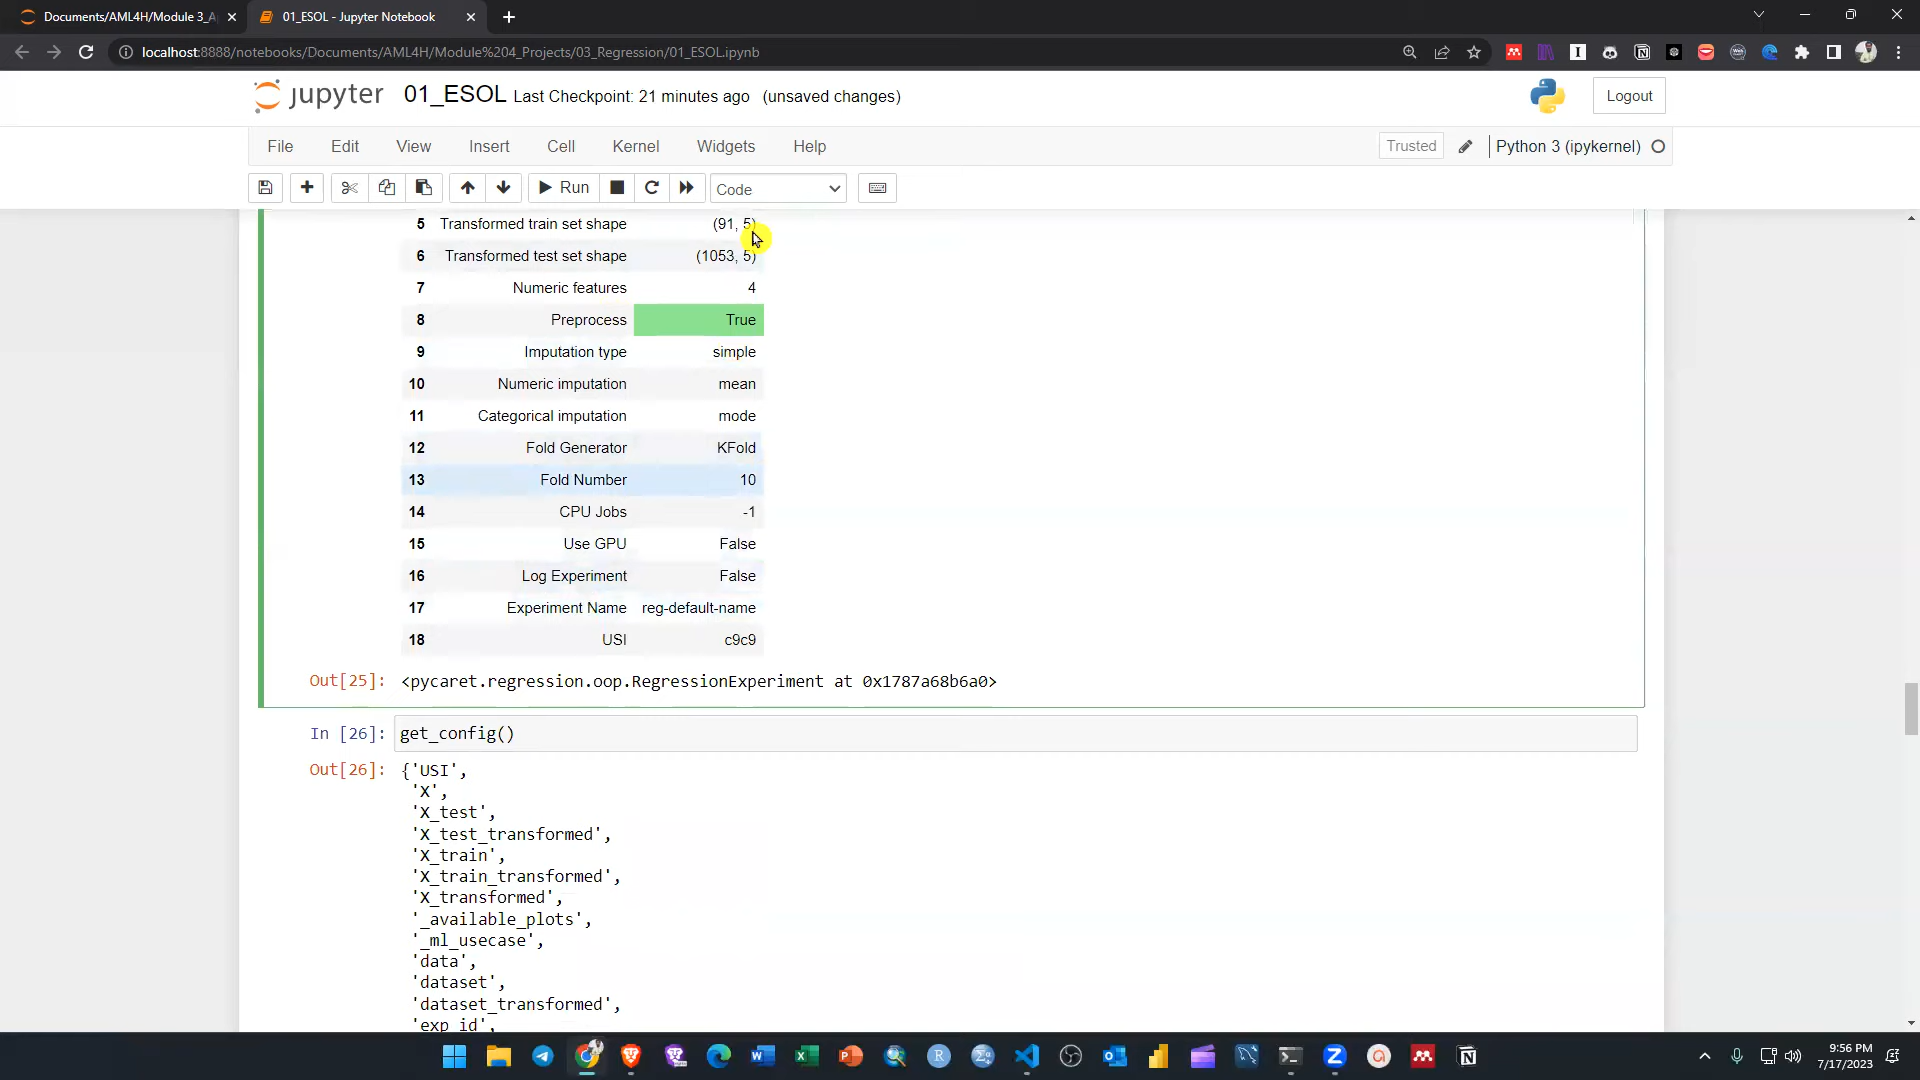 Documents/AML4H/Module 3_A
01_ESOL - Jupyter Notebook
localhost:8888/notebooks/Documents/AML4H/Module%204_Projects/03_Regression/01_ESOL.ipynb
jupyter 01_ESOL Last Checkpoint: 21 minutes ago (unsaved changes)
Logout
File Edit View Insert Cell Kernel Widgets Help
Trusted Python 3 (ipykernel)
Run Code
5 Transformed train set shape (91, 5)
6 Transformed test set shape (1053, 5)
7 Numeric features 4
8 Preprocess True
9 Imputation type simple
10 Numeric imputation mean
11 Categorical imputation mode
12 Fold Generator KFold
13 Fold Number 10
14 CPU Jobs -1
15 Use GPU False
16 Log Experiment False
17 Experiment Name reg-default-name
18 USI c9c9
Out[25]: <pycaret.regression.oop.RegressionExperiment at 0x1787a68b6a0>
In [26]: get_config()
Out[26]: {'USI',
'X',
'X_test',
'X_test_transformed',
'X_train',
'X_train_transformed',
'X_transformed',
'_available_plots',
'_ml_usecase',
'data',
'dataset',
'dataset_transformed',
'exp_id',
9:56 PM
7/17/2023